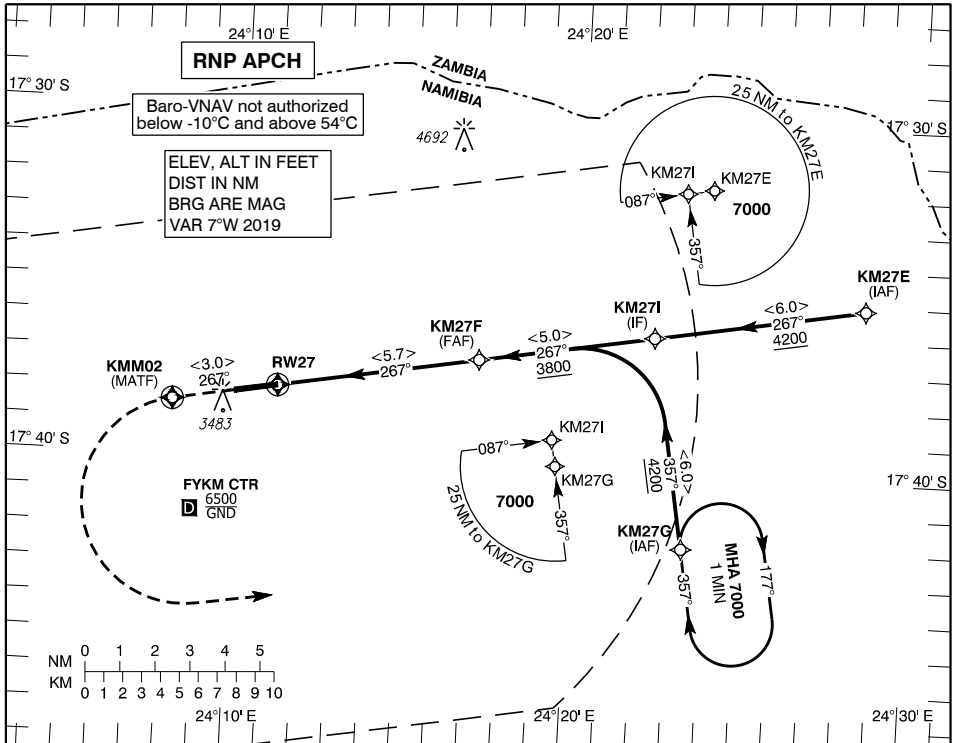 24° 10' E
24° 20' E
RNP APCH
17° 30' S
ZAMBIA
NAMIBIA
Baro-VNAV not authorized
below -10°C and above 54°C
4692
25 NM to KM27E
17° 30' S
ELEV, ALT IN FEET
DIST IN NM
BRG ARE MAG
VAR 7°W 2019
KM27I
KM27E
087°
7000
357°
KM27E
(IAF)
KM27I
(IF)
<6.0>
267°
4200
KM27F
(FAF)
<5.0>
267°
3800
KMM02
(MATF)
<3.0>
267°
RW27
<5.7>
267°
3483
17° 40' S
KM27I
087°
KM27G
7000
357°
25 NM to KM27G
<6.0>
357°
4200
17° 40' S
FYKM CTR
D
6500
GND
KM27G
(IAF)
MHA 7000
1 MIN
177°
357°
NM
0 1 2 3 4 5
KM
0 1 2 3 4 5 6 7 8 9 10
24° 10' E
24° 20' E
24° 30' E